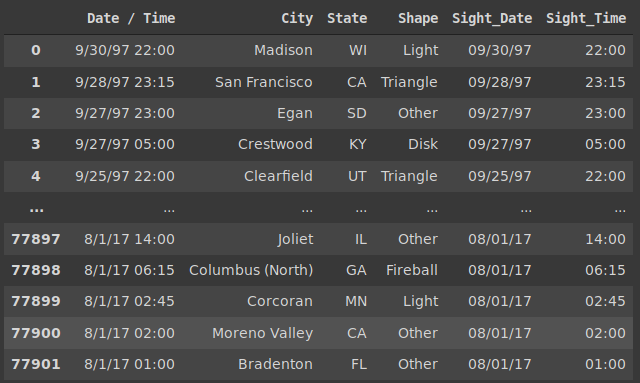 Date / Time City State Shape Sight_Date Sight_Time
0 9/30/97 22:00 Madison WI Light 09/30/97 22:00
1 9/28/97 23:15 San Francisco CA Triangle 09/28/97 23:15
2 9/27/97 23:00 Egan SD Other 09/27/97 23:00
3 9/27/97 05:00 Crestwood KY Disk 09/27/97 05:00
4 9/25/97 22:00 Clearfield UT Triangle 09/25/97 22:00
... ... ... ... ... ... ...
77897 8/1/17 14:00 Joliet IL Other 08/01/17 14:00
77898 8/1/17 06:15 Columbus (North) GA Fireball 08/01/17 06:15
77899 8/1/17 02:45 Corcoran MN Light 08/01/17 02:45
77900 8/1/17 02:00 Moreno Valley CA Other 08/01/17 02:00
77901 8/1/17 01:00 Bradenton FL Other 08/01/17 01:00